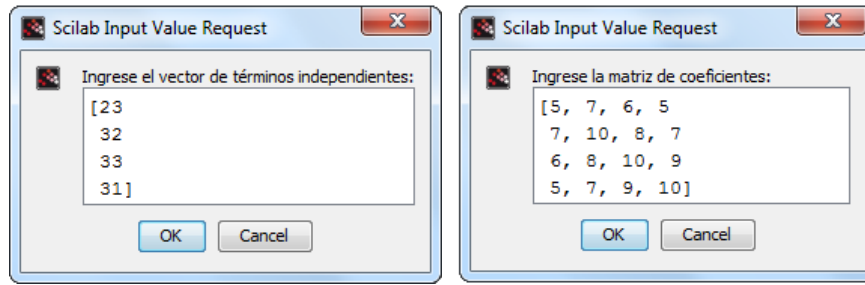 Scilab Input Value Request
Ingrese el vector de términos independientes:
[23
32
33
31]
OK Cancel
Scilab Input Value Request
Ingrese la matriz de coeficientes:
[5, 7, 6, 5
7, 10, 8, 7
6, 8, 10, 9
5, 7, 9, 10]
OK Cancel